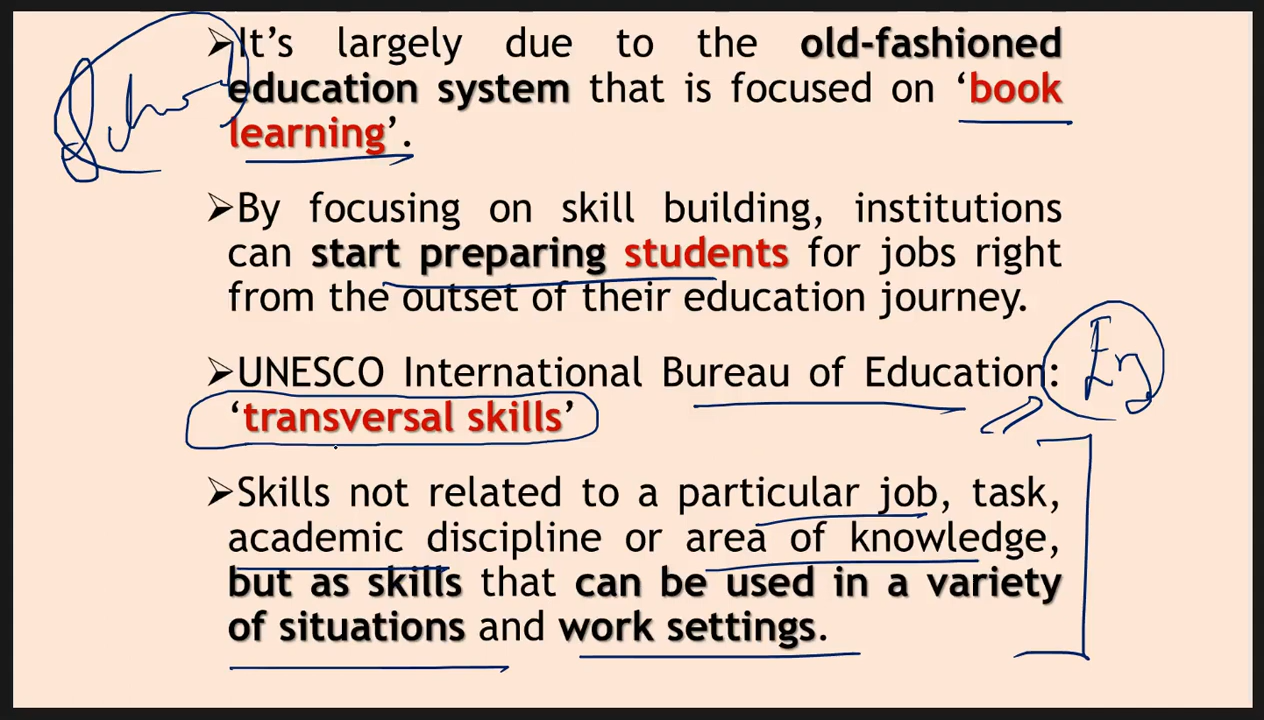 ➢It’s largely due to the old-fashioned
education system that is focused on ‘book
learning’.
➢By focusing on skill building, institutions
can start preparing students for jobs right
from the outset of their education journey.
➢UNESCO International Bureau of Education:
‘transversal skills’
➢Skills not related to a particular job, task,
academic discipline or area of knowledge,
but as skills that can be used in a variety
of situations and work settings.